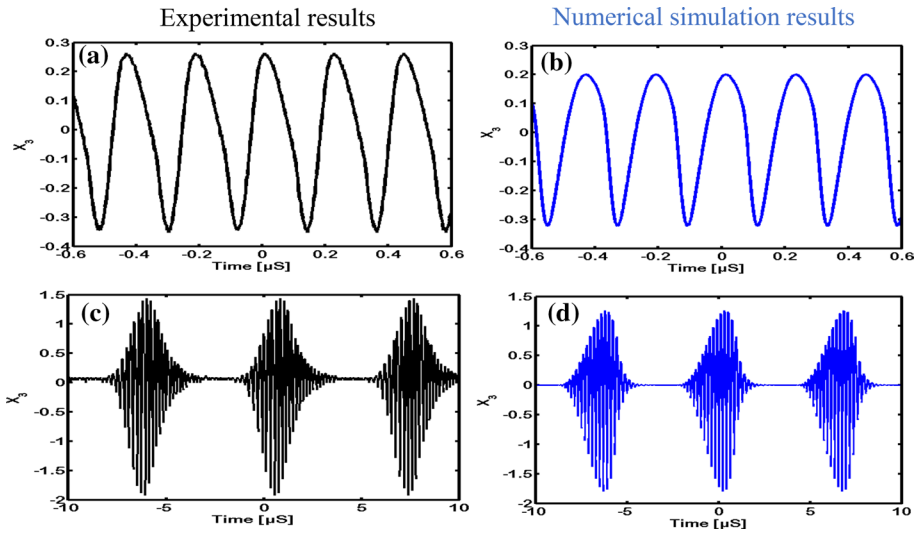 Experimental results
Numerical simulation results
(a)
0.3
0.2
0.1
0
-0.1
-0.2
-0.3
-0.4
X3
-0.6 -0.4 -0.2 0 0.2 0.4 0.6
Time [µS]
(b)
0.3
0.2
0.1
0
-0.1
-0.2
-0.3
-0.4
X3
-0.6 -0.4 -0.2 0 0.2 0.4 0.6
Time [µS]
(c)
1.5
1
0.5
0
-0.5
-1
-1.5
-2
X3
-10 -5 0 5 10
Time [µS]
(d)
1.5
1
0.5
0
-0.5
-1
-1.5
-2
X3
-10 -5 0 5 10
Time [µS]